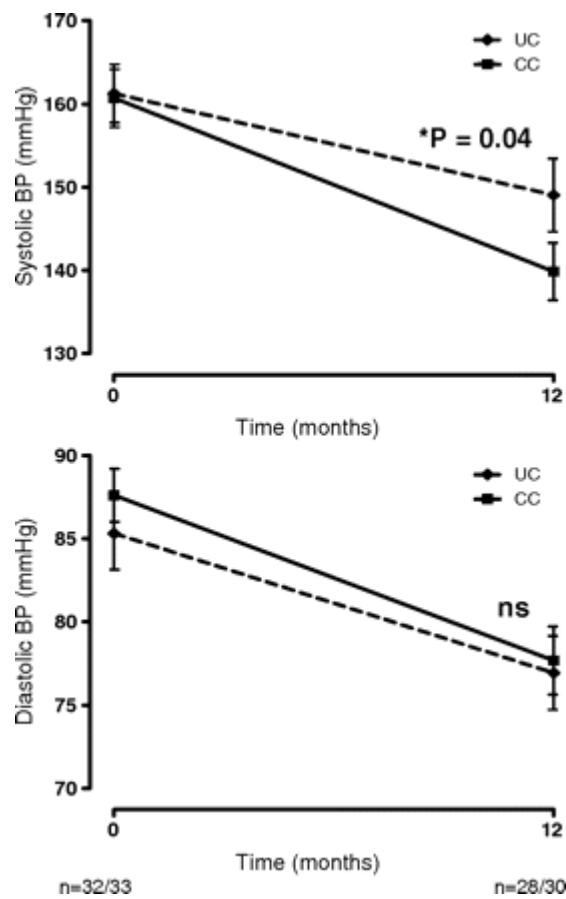 170
160
150
140
130
Systolic BP (mmHg)
UC
CC
*P = 0.04
0
12
Time (months)
90
85
80
75
70
Diastolic BP (mmHg)
UC
CC
ns
0
12
Time (months)
n=32/33
n=28/30